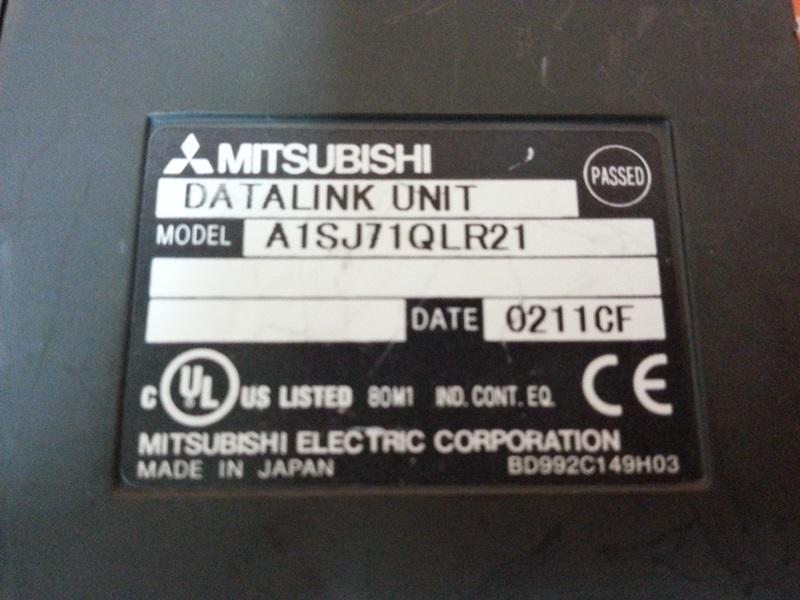 MITSUBISHI
PASSED
DATALINK UNIT
MODEL A1SJ71QLR21
DATE 0211CF
C UL US LISTED 80M1 IND. CONT. EQ. CE
MITSUBISHI ELECTRIC CORPORATION
MADE IN JAPAN BD992C149H03